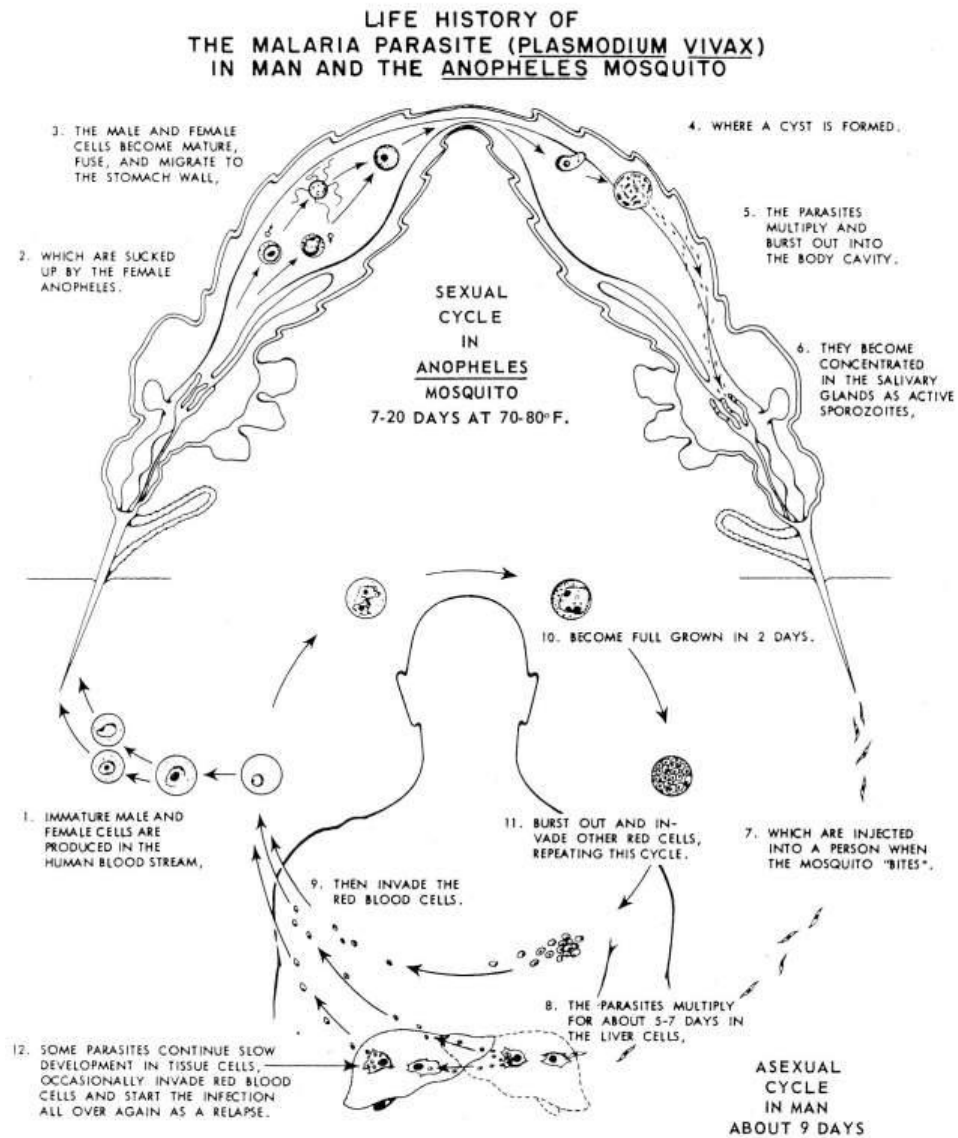 LIFE HISTORY OF
THE MALARIA PARASITE (PLASMODIUM VIVAX)
IN MAN AND THE ANOPHELES MOSQUITO
3. THE MALE AND FEMALE
CELLS BECOME MATURE,
FUSE, AND MIGRATE TO
THE STOMACH WALL,
4. WHERE A CYST IS FORMED.
2. WHICH ARE SUCKED
UP BY THE FEMALE
ANOPHELES.
5. THE PARASITES
MULTIPLY AND
BURST OUT INTO
THE BODY CAVITY.
SEXUAL
CYCLE
IN
ANOPHELES
MOSQUITO
7-20 DAYS AT 70-80°F.
6. THEY BECOME
CONCENTRATED
IN THE SALIVARY
GLANDS AS ACTIVE
SPOROZOITES,
♂
♀
10. BECOME FULL GROWN IN 2 DAYS.
1. IMMATURE MALE AND
FEMALE CELLS ARE
PRODUCED IN THE
HUMAN BLOOD STREAM,
11. BURST OUT AND IN-
VADE OTHER RED CELLS,
REPEATING THIS CYCLE.
7. WHICH ARE INJECTED
INTO A PERSON WHEN
THE MOSQUITO "BITES".
9. THEN INVADE THE
RED BLOOD CELLS.
8. THE PARASITES MULTIPLY
FOR ABOUT 5-7 DAYS IN
THE LIVER CELLS,
12. SOME PARASITES CONTINUE SLOW
DEVELOPMENT IN TISSUE CELLS,
OCCASIONALLY INVADE RED BLOOD
CELLS AND START THE INFECTION
ALL OVER AGAIN AS A RELAPSE.
ASEXUAL
CYCLE
IN MAN
ABOUT 9 DAYS